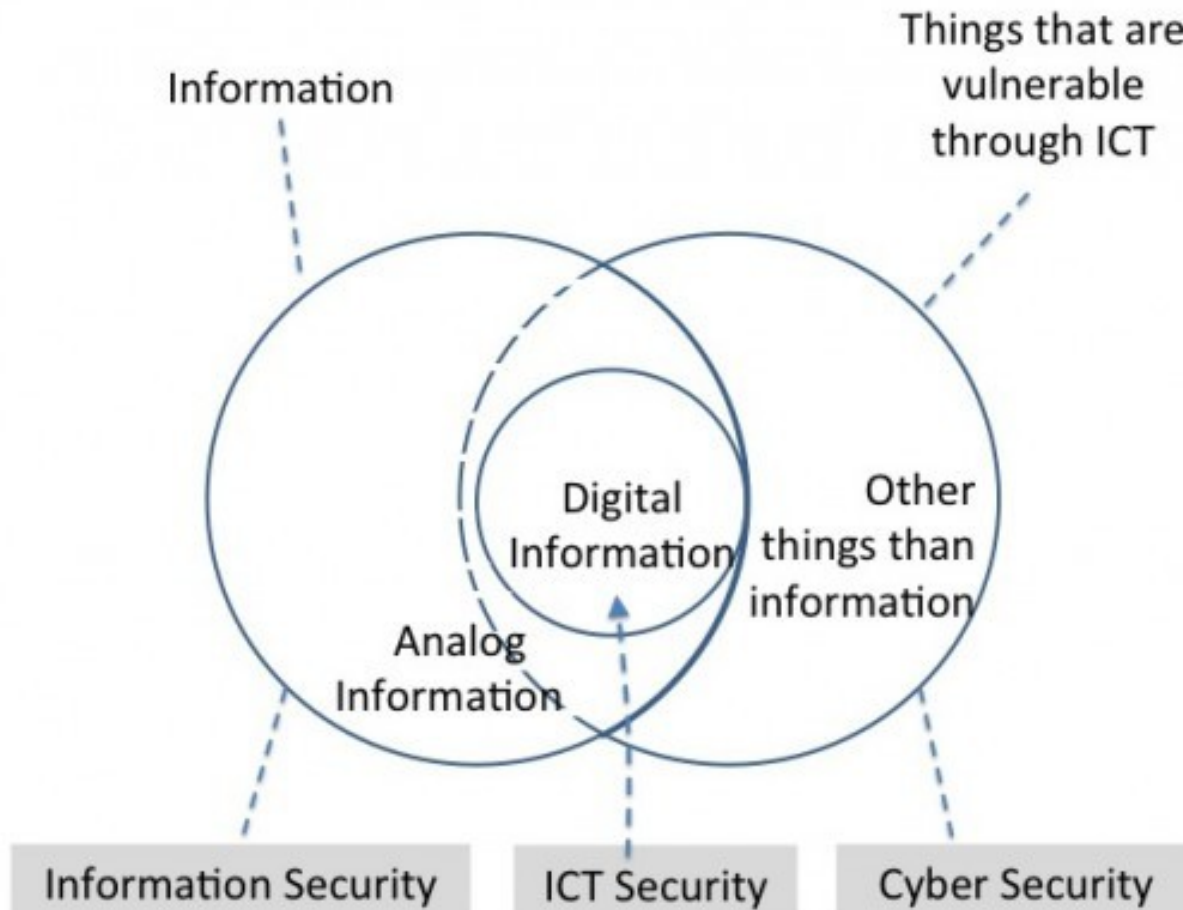 Things that are
vulnerable
through ICT
Information
Digital
Information
Other
things than
information
Analog
Information
Information Security
ICT Security
Cyber Security